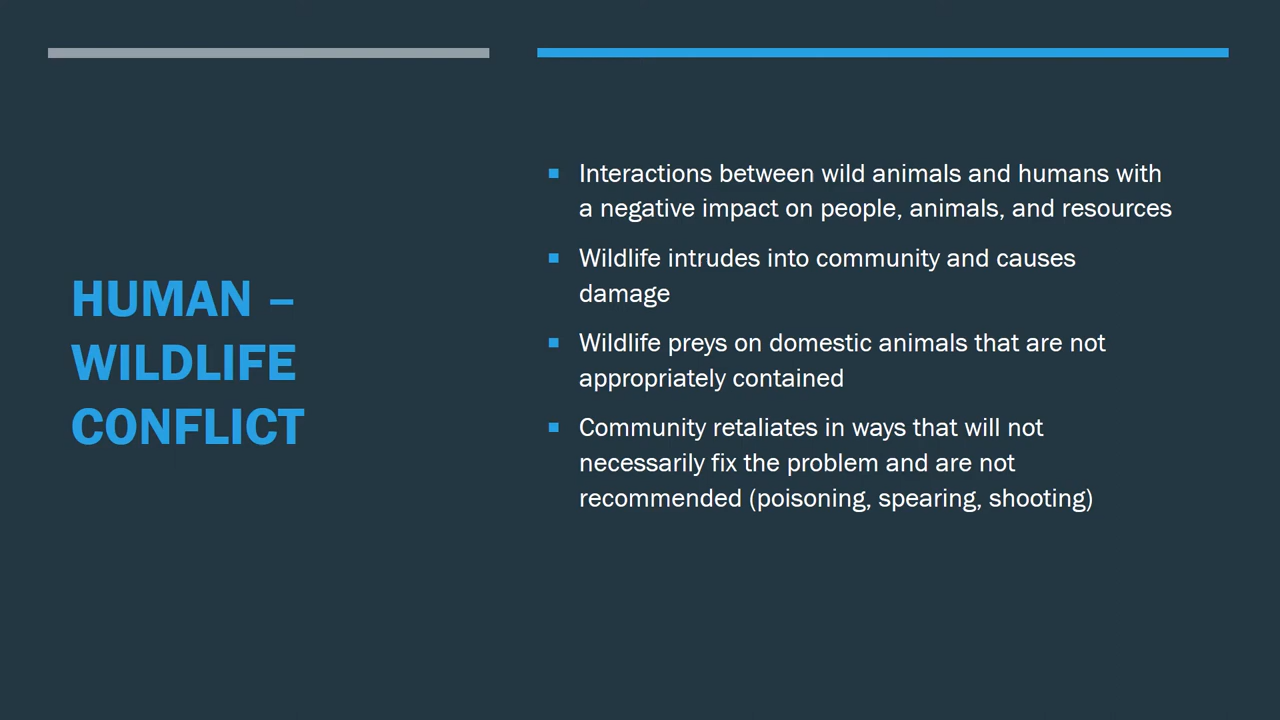 HUMAN –
WILDLIFE
CONFLICT
▪ Interactions between wild animals and humans with
a negative impact on people, animals, and resources
▪ Wildlife intrudes into community and causes
damage
▪ Wildlife preys on domestic animals that are not
appropriately contained
▪ Community retaliates in ways that will not
necessarily fix the problem and are not
recommended (poisoning, spearing, shooting)